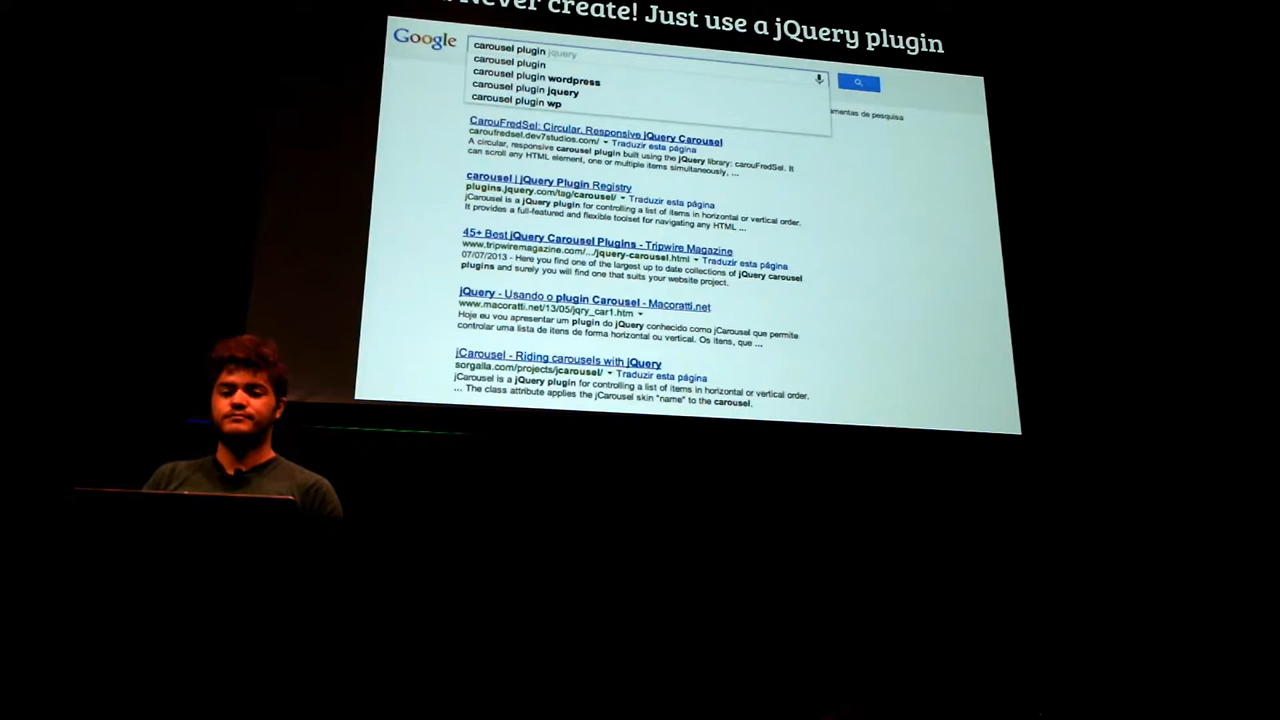 Never create! Just use a jQuery plugin
Google
carousel plugin jquery
carousel plugin
carousel plugin wordpress
carousel plugin jquery
carousel plugin wp
amentas de pesquisa
CarouFredSel: Circular, Responsive jQuery Carousel
caroufredsel.dev7studios.com/ ▾ Traduzir esta página
A circular, responsive carousel plugin built using the jQuery library: carouFredSel. It
can scroll any HTML element, one or multiple items simultaneously, ...
carousel | jQuery Plugin Registry
plugins.jquery.com/tag/carousel/ ▾ Traduzir esta página
jCarousel is a jQuery plugin for controlling a list of items in horizontal or vertical order.
It provides a full-featured and flexible toolset for navigating any HTML ...
45+ Best jQuery Carousel Plugins - Tripwire Magazine
www.tripwiremagazine.com/.../jquery-carousel.html ▾ Traduzir esta página
07/07/2013 - Here you find one of the largest up to date collections of jQuery carousel
plugins and surely you will find one that suits your website project.
jQuery - Usando o plugin Carousel - Macoratti.net
www.macoratti.net/13/05/jqry_car1.htm ▾
Hoje eu vou apresentar um plugin do jQuery conhecido como jCarousel que permite
controlar uma lista de itens de forma horizontal ou vertical. Os itens, que ...
jCarousel - Riding carousels with jQuery
sorgalla.com/projects/jcarousel/ ▾ Traduzir esta página
jCarousel is a jQuery plugin for controlling a list of items in horizontal or vertical order.
... The class attribute applies the jCarousel skin "name" to the carousel.